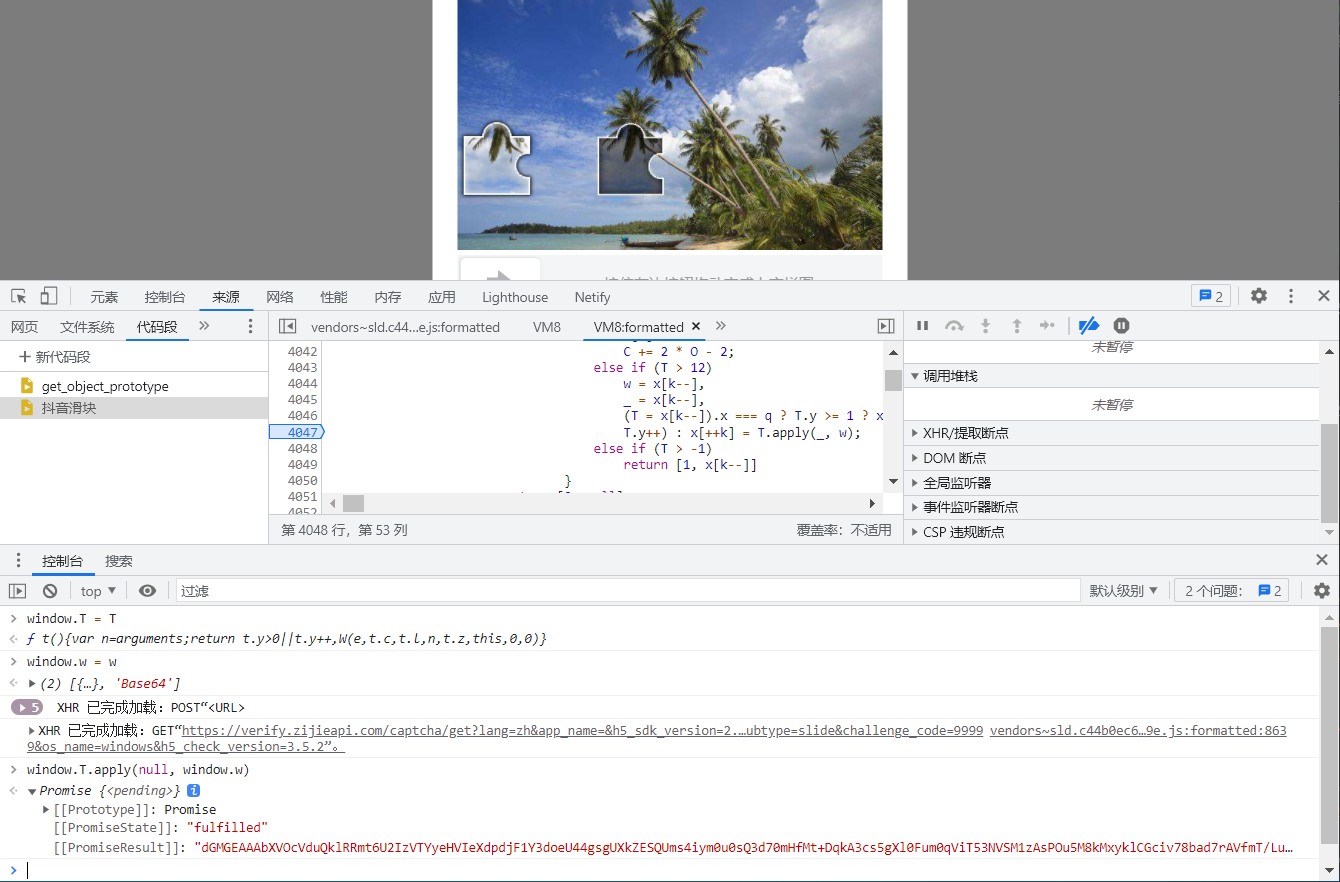 元素 控制台 来源 网络 性能 内存 应用 Lighthouse Netify 2
网页 文件系统 代码段
vendors~sld.c44...e.js:formatted VM8 VM8:formatted
新代码段
get_object_prototype
抖音滑块
4042 C += 2 * O - 2;
4043 else if (T > 12)
4044 w = x[k--],
4045 _ = x[k--],
4046 (T = x[k--]).x === q ? T.y >= 1 ? x
4047 T.y++) : x[++k] = T.apply(_, w);
4048 else if (T > -1)
4049 return [1, x[k--]]
4050 }
4051
4052
第 4048 行，第 53 列 覆盖率：不适用
未暂停
调用堆栈
未暂停
XHR/提取断点
DOM 断点
全局监听器
事件监听器断点
CSP 违规断点
控制台 搜索
top 过滤 默认级别 2 个问题： 2
window.T = T
ƒ t(){var n=arguments;return t.y>0||t.y++,W(e,t.c,t.l,n,t.z,this,0,0)}
window.w = w
(2) [{…}, 'Base64']
5 XHR 已完成加载：POST“<URL>
XHR 已完成加载：GET“https://verify.zijieapi.com/captcha/get?lang=zh&app_name=&h5_sdk_version=2.…ubtype=slide&challenge_code=9999 vendors~sld.c44b0ec6…9e.js:formatted:863
9&os_name=windows&h5_check_version=3.5.2”。
window.T.apply(null, window.w)
Promise {<pending>}
[[Prototype]]: Promise
[[PromiseState]]: "fulfilled"
[[PromiseResult]]: "dGMGEAAAbXVOcVduQklRRmt6U2IzVTYyeHVIeXdpdjF1Y3doeU44gsgUXkZESQUms4iym0u0sQ3d70mHfMt+DqkA3cs5gXl0Fum0qViT53NVSM1zAsPOu5M8kMxyklCGciv78bad7rAVfmT/Lu…